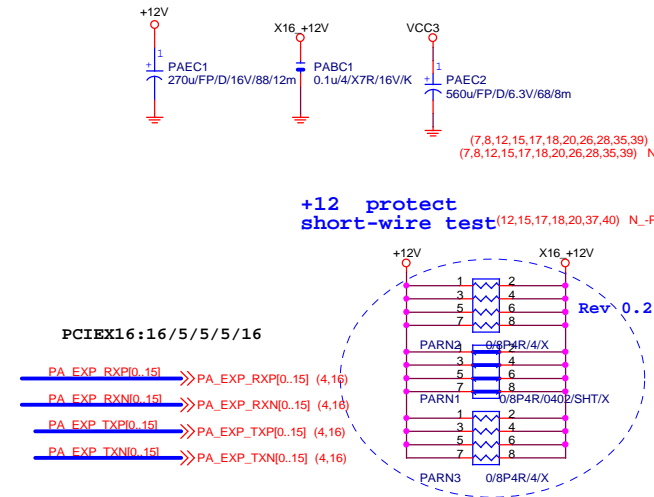 +12V
X16_+12V
VCC3
1
+
PAEC1
270u/FP/D/16V/88/12m
PABC1
0.1u/4/X7R/16V/K
1
+
PAEC2
560u/FP/D/6.3V/68/8m
(7,8,12,15,17,18,20,26,28,35,39)
(7,8,12,15,17,18,20,26,28,35,39) N
+12 protect
short-wire test
(12,15,17,18,20,37,40) N_-P
+12V
X16_+12V
1 2
3 4
5 6
7 8
Rev 0.2
PARN2 0/8P4R/4/X
1 2
3 4
5 6
7 8
PARN1 0/8P4R/0402/SHT/X
1 2
3 4
5 6
7 8
PARN3 0/8P4R/4/X
PCIEX16:16/5/5/5/16
PA_EXP_RXP[0..15] PA_EXP_RXP[0..15] (4,16)
PA_EXP_RXN[0..15] PA_EXP_RXN[0..15] (4,16)
PA_EXP_TXP[0..15] PA_EXP_TXP[0..15] (4,16)
PA_EXP_TXN[0..15] PA_EXP_TXN[0..15] (4,16)